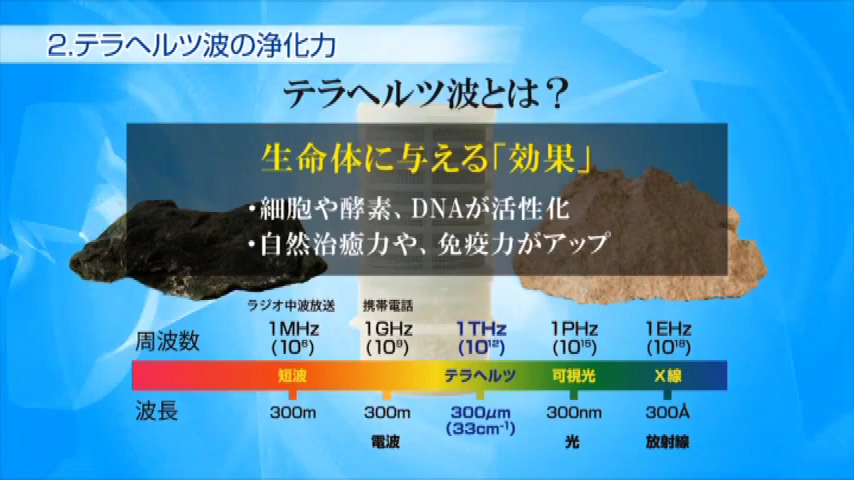 2.テラヘルツ波の浄化力
テラヘルツ波とは？
生命体に与える「効果」
・細胞や酵素、DNAが活性化
・自然治癒力や、免疫力がアップ
ラジオ中波放送 携帯電話
周波数 1MHz 1GHz 1THz 1PHz 1EHz
(10⁶) (10⁹) (10¹²) (10¹⁵) (10¹⁸)
短波 テラヘルツ 可視光 X線
波長 300m 300m 300μm 300nm 300Å
(33cm⁻¹)
電波 光 放射線